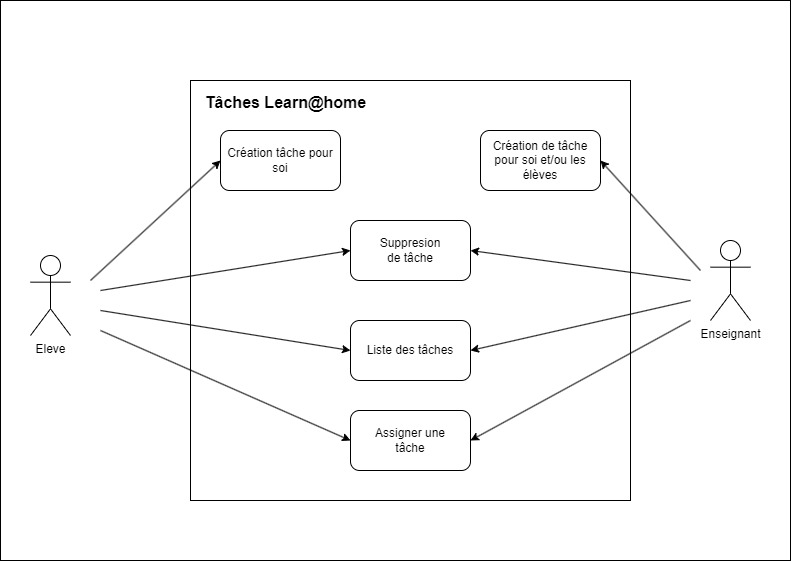 Tâches Learn@home
Création tâche pour
soi
Création de tâche
pour soi et/ou les
élèves
Suppresion
de tâche
Eleve
Enseignant
Liste des tâches
Assigner une
tâche